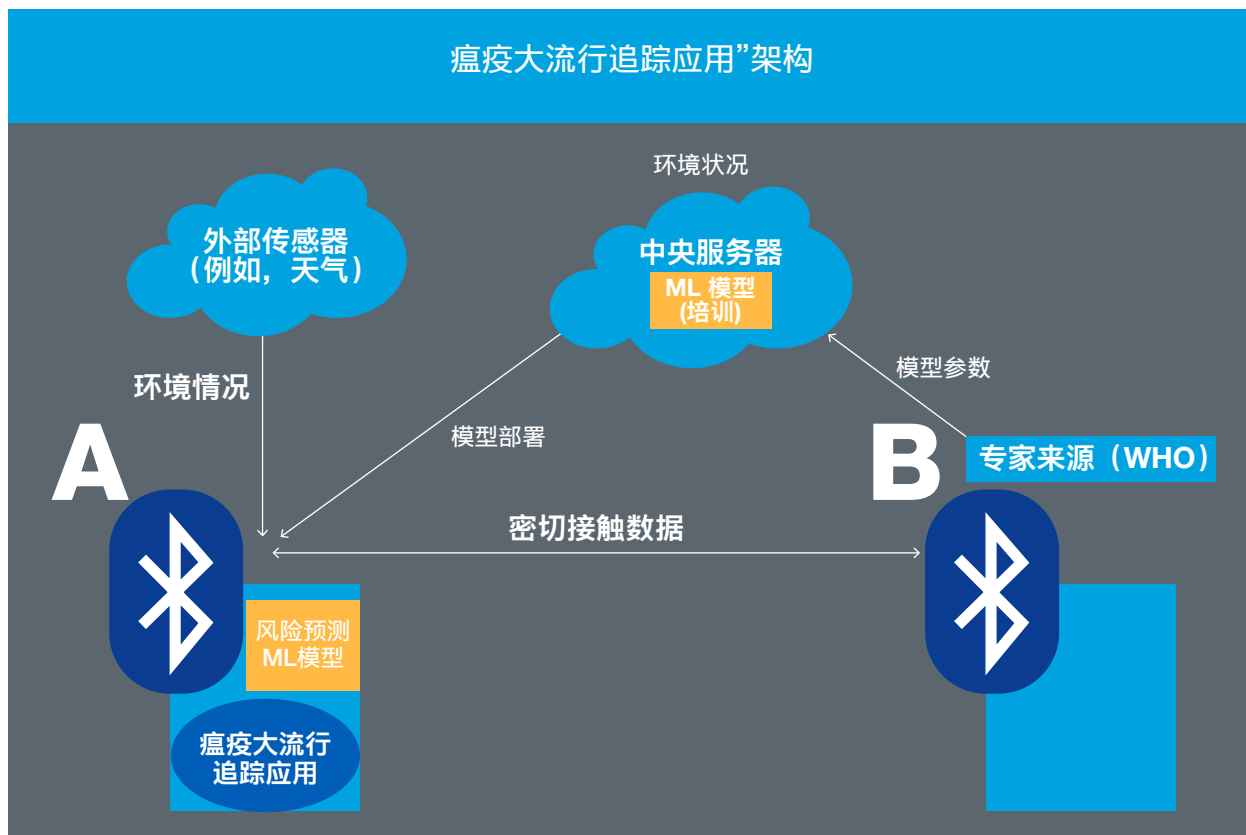 瘟疫大流行追踪应用”架构
环境状况
外部传感器
（例如，天气）
中央服务器
ML 模型
(培训)
环境情况
模型参数
模型部署
A
B
专家来源（WHO）
密切接触数据
风险预测
ML模型
瘟疫大流行
追踪应用